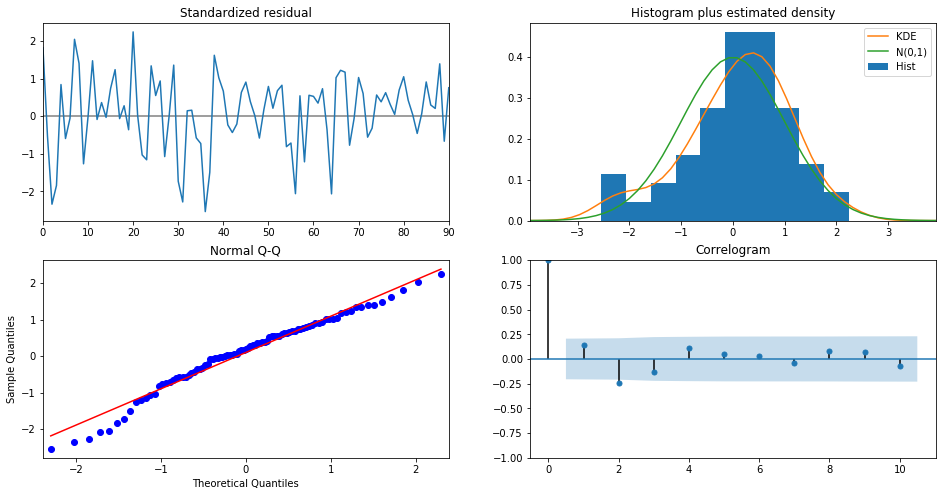 Standardized residual
2
1
0
−1
−2
0 10 20 30 40 50 60 70 80 90
Histogram plus estimated density
KDE
N(0,1)
Hist
0.4
0.3
0.2
0.1
0.0
−3 −2 −1 0 1 2 3
Normal Q-Q
Sample Quantiles
2
1
0
−1
−2
−2 −1 0 1 2
Theoretical Quantiles
Correlogram
1.00
0.75
0.50
0.25
0.00
−0.25
−0.50
−0.75
−1.00
0 2 4 6 8 10